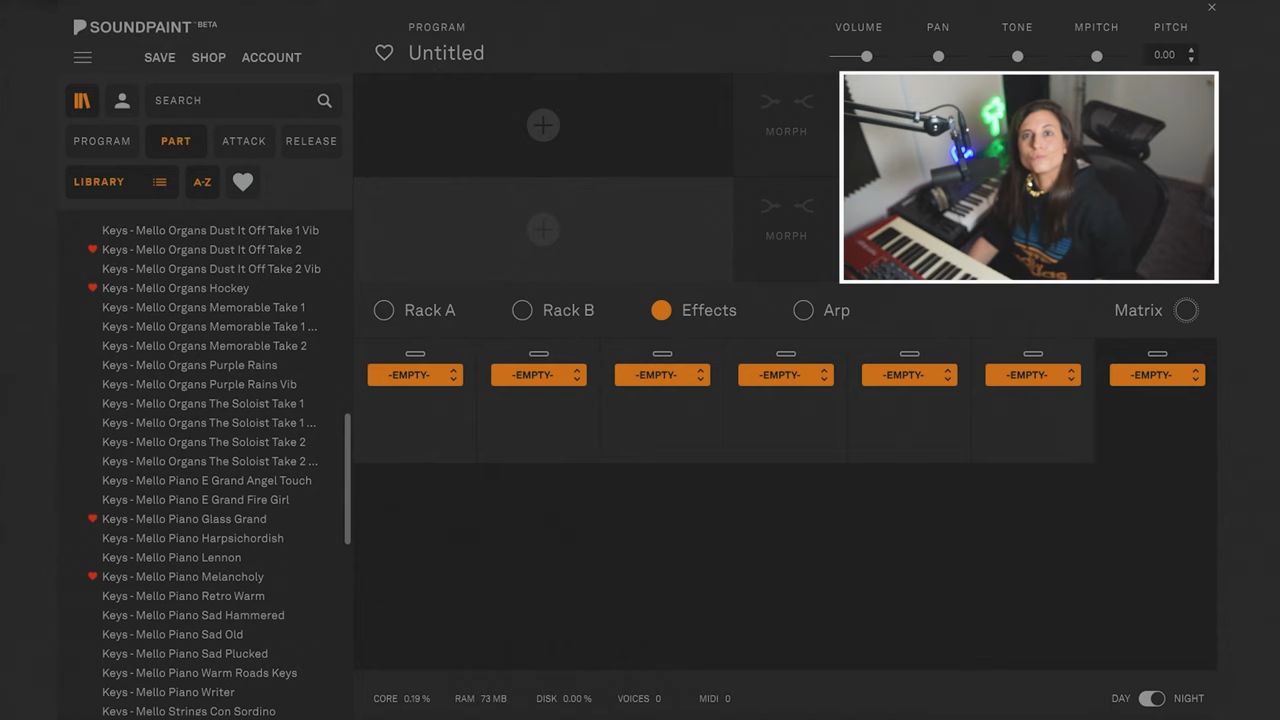 SOUNDPAINT BETA
SAVE SHOP ACCOUNT
SEARCH
PROGRAM PART ATTACK RELEASE
LIBRARY A-Z
Keys - Mello Organs Dust It Off Take 1 Vib
Keys - Mello Organs Dust It Off Take 2
Keys - Mello Organs Dust It Off Take 2 Vib
Keys - Mello Organs Hockey
Keys - Mello Organs Memorable Take 1
Keys - Mello Organs Memorable Take 1 ...
Keys - Mello Organs Memorable Take 2
Keys - Mello Organs Purple Rains
Keys - Mello Organs Purple Rains Vib
Keys - Mello Organs The Soloist Take 1
Keys - Mello Organs The Soloist Take 1 ...
Keys - Mello Organs The Soloist Take 2
Keys - Mello Organs The Soloist Take 2 ...
Keys - Mello Piano E Grand Angel Touch
Keys - Mello Piano E Grand Fire Girl
Keys - Mello Piano Glass Grand
Keys - Mello Piano Harpsichordish
Keys - Mello Piano Lennon
Keys - Mello Piano Melancholy
Keys - Mello Piano Retro Warm
Keys - Mello Piano Sad Hammered
Keys - Mello Piano Sad Old
Keys - Mello Piano Sad Plucked
Keys - Mello Piano Warm Roads Keys
Keys - Mello Piano Writer
Keys - Mello Strings Con Sordino
PROGRAM
Untitled
VOLUME PAN TONE MPITCH PITCH
0.00
MORPH
MORPH
adidas
Rack A Rack B Effects Arp Matrix
-EMPTY- -EMPTY- -EMPTY- -EMPTY- -EMPTY- -EMPTY- -EMPTY-
CORE 0.19 % RAM 73 MB DISK 0.00 % VOICES 0 MIDI 0 DAY NIGHT